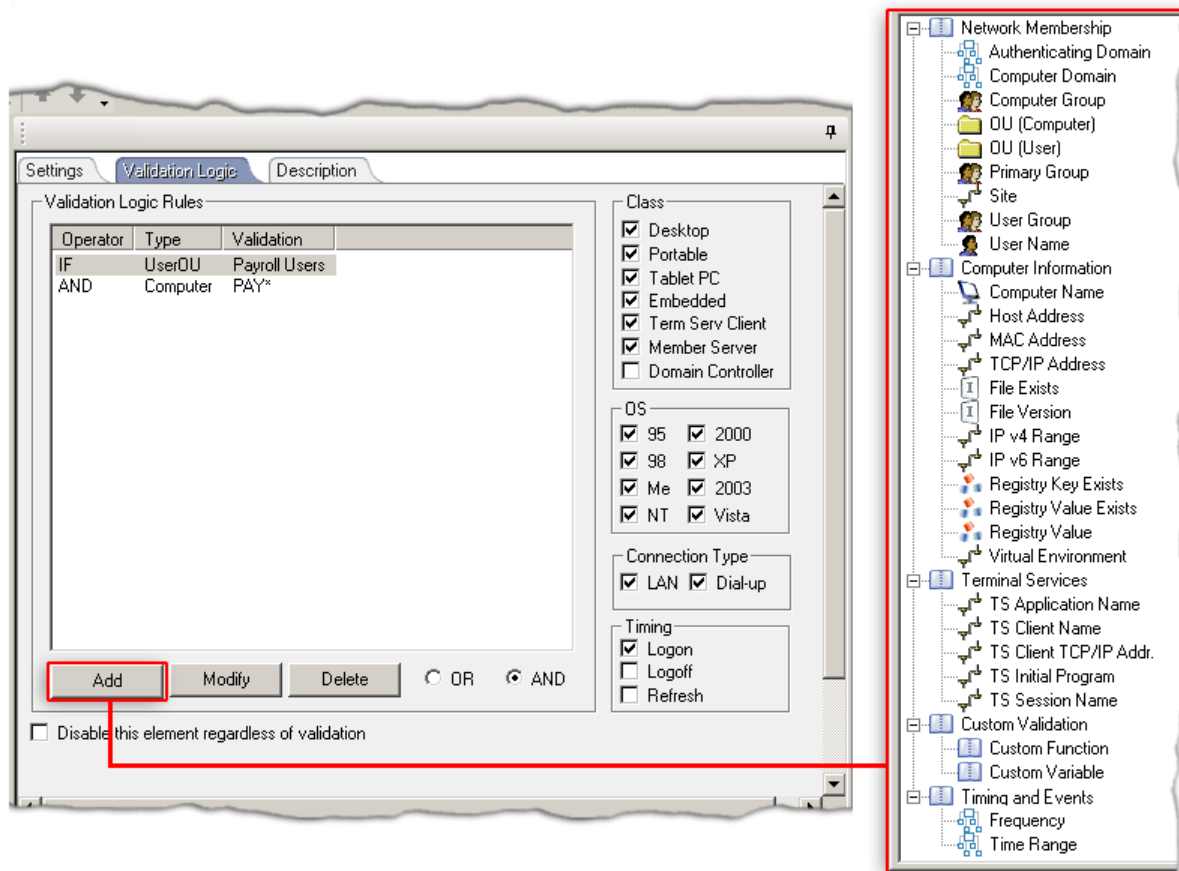 Settings
Validation Logic
Description
Validation Logic Rules
Operator Type Validation
IF UserOU Payroll Users
AND Computer PAY*
Add
Modify
Delete
OR
AND
Disable this element regardless of validation
Class
Desktop
Portable
Tablet PC
Embedded
Term Serv Client
Member Server
Domain Controller
OS
95 2000
98 XP
Me 2003
NT Vista
Connection Type
LAN Dial-up
Timing
Logon
Logoff
Refresh
Network Membership
Authenticating Domain
Computer Domain
Computer Group
OU (Computer)
OU (User)
Primary Group
Site
User Group
User Name
Computer Information
Computer Name
Host Address
MAC Address
TCP/IP Address
File Exists
File Version
IP v4 Range
IP v6 Range
Registry Key Exists
Registry Value Exists
Registry Value
Virtual Environment
Terminal Services
TS Application Name
TS Client Name
TS Client TCP/IP Addr.
TS Initial Program
TS Session Name
Custom Validation
Custom Function
Custom Variable
Timing and Events
Frequency
Time Range